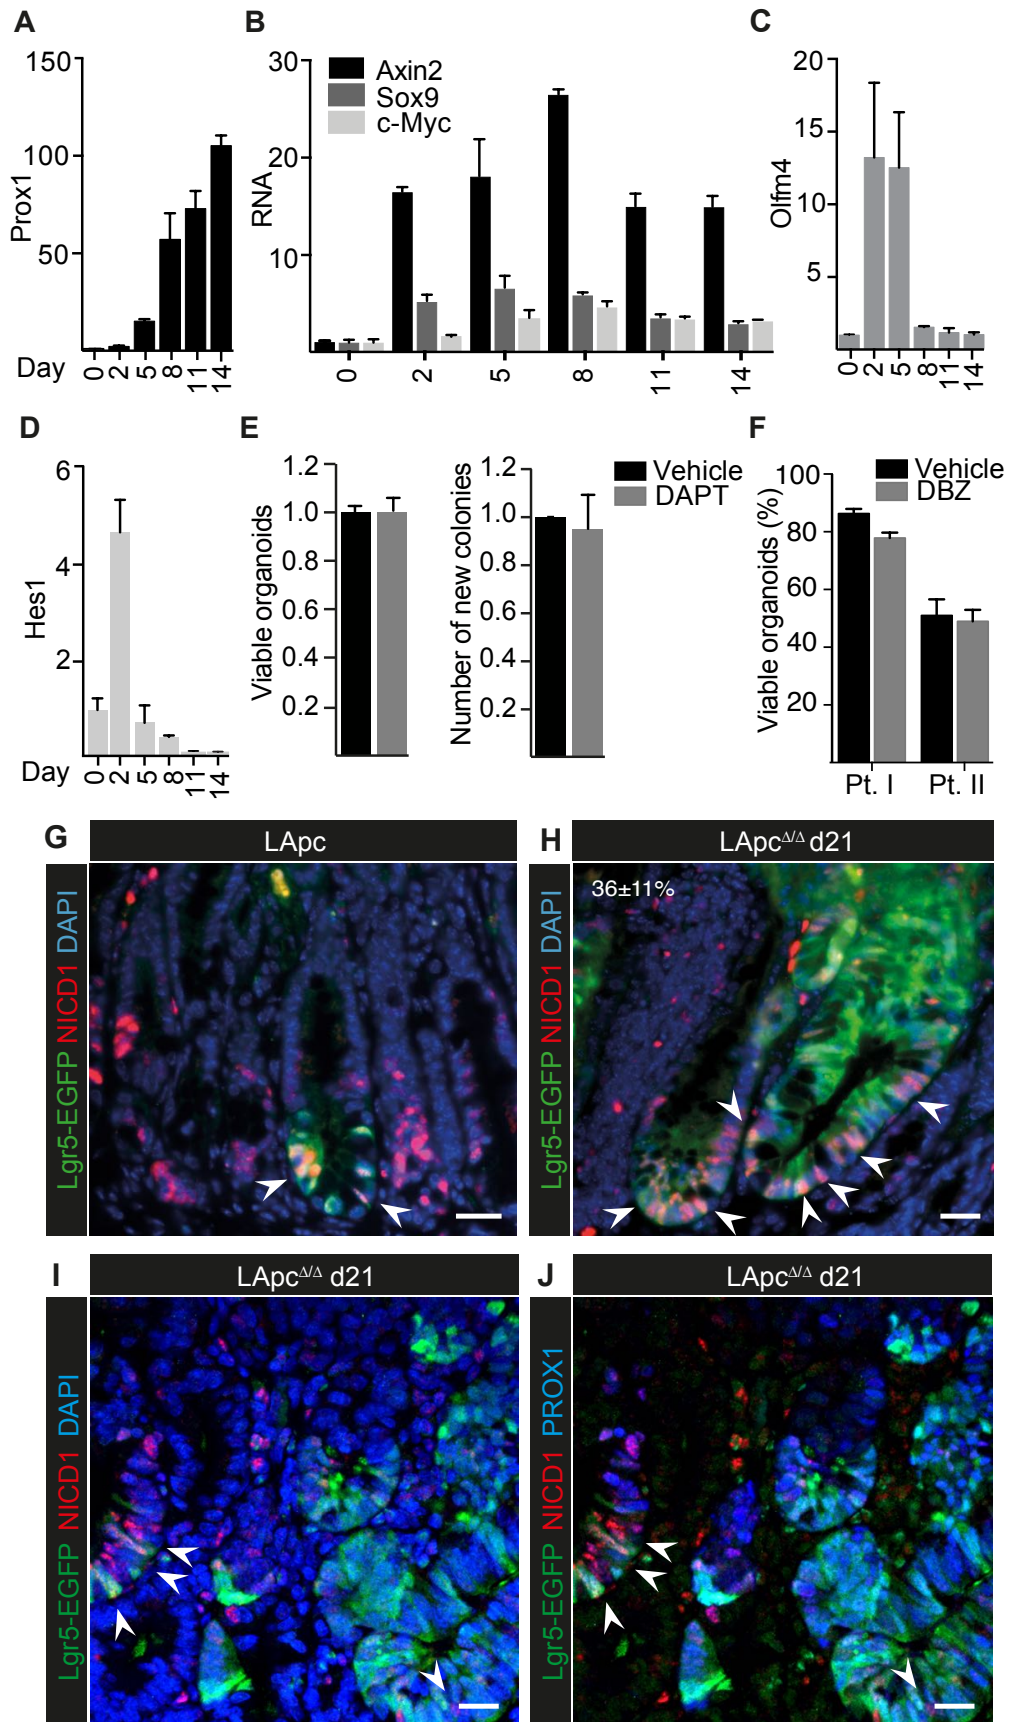 A
150
100
50
Prox1
Day
0 2 5 8 11 14
B
30
20
10
RNA
Axin2
Sox9
c-Myc
0 2 5 8 11 14
C
20
15
10
5
Olfm4
0 2 5 8 11 14
D
6
4
2
Hes1
Day
0 2 5 8 11 14
E
1.2
1.0
0.6
0.6
0.4
0.2
Viable organoids
1.2
1.0
0.6
0.6
0.4
0.2
Number of new colonies
Vehicle
DAPT
F
100
80
60
40
20
Viable organoids (%)
Vehicle
DBZ
Pt. I Pt. II
G
LApc
Lgr5-EGFP NICD1 DAPI
H
LApcΔ/Δ d21
Lgr5-EGFP NICD1 DAPI
36±11%
I
LApcΔ/Δ d21
Lgr5-EGFP NICD1 DAPI
J
LApcΔ/Δ d21
Lgr5-EGFP NICD1 PROX1